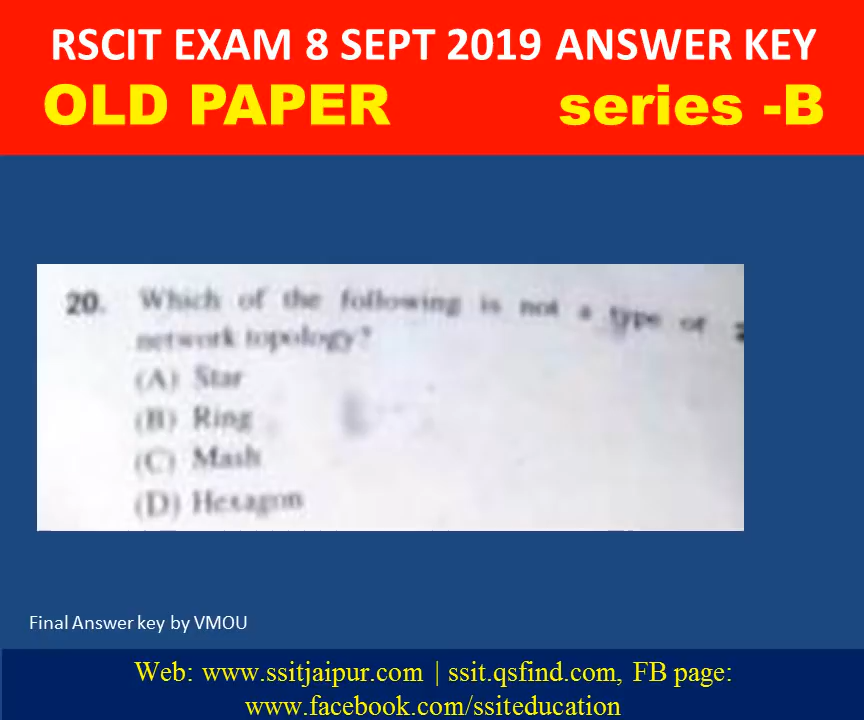 RSCIT EXAM 8 SEPT 2019 ANSWER KEY
OLD PAPER series -B
20. Which of the following is not a type of
network topology?
(A) Star
(B) Ring
(C) Mash
(D) Hexagon
Final Answer key by VMOU
Web: www.ssitjaipur.com | ssit.qsfind.com, FB page:
www.facebook.com/ssiteducation